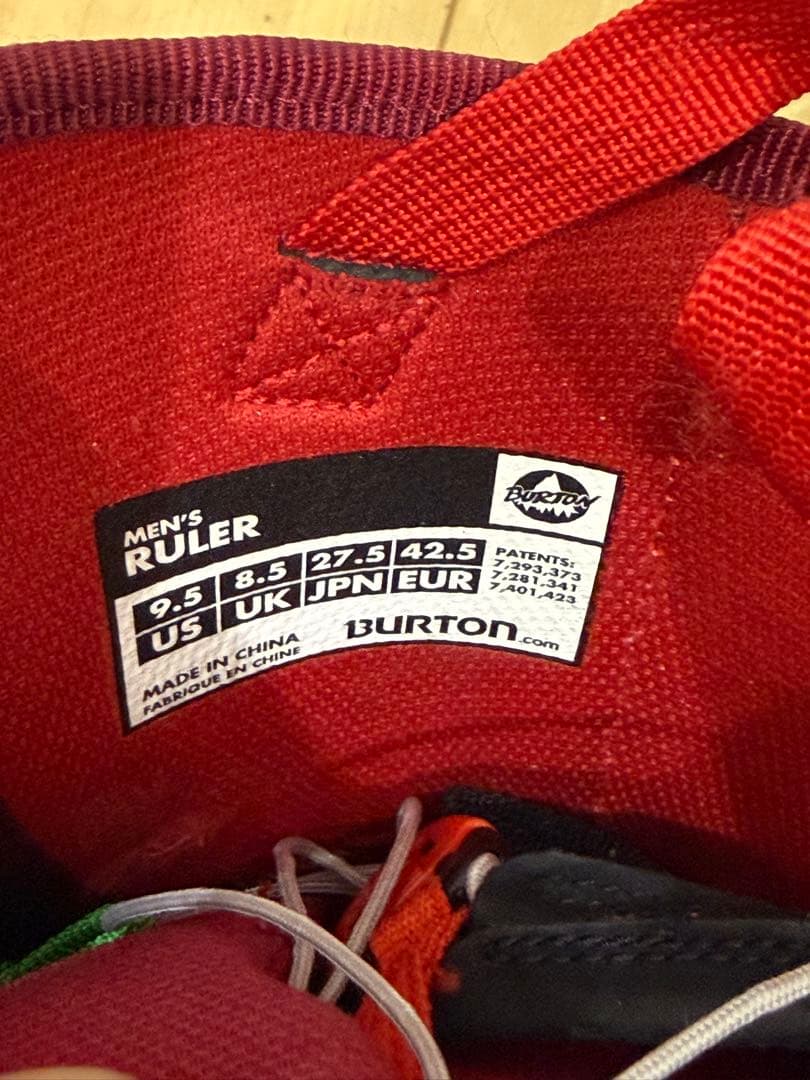 MEN'S
RULER
BURTON
9.5 8.5 27.5 42.5
US UK JPN EUR
PATENTS:
7,293,373
7,281,341
7,401,423
MADE IN CHINA
FABRIQUE EN CHINE
BURTON.com